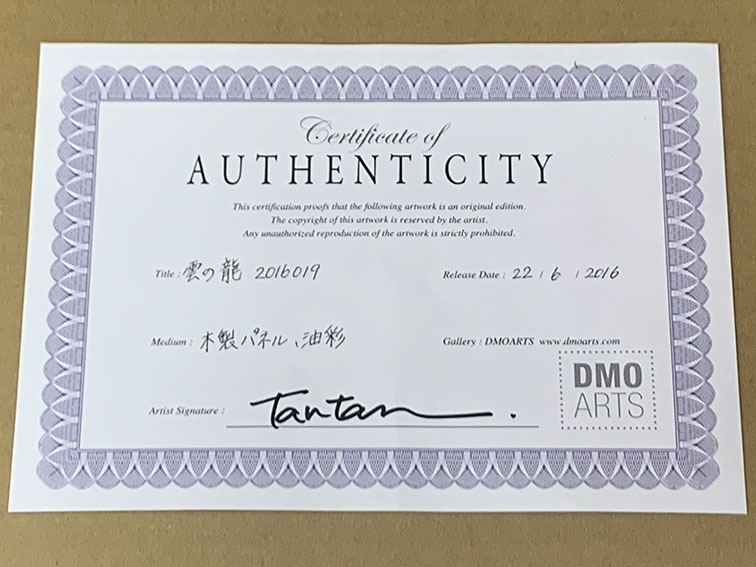 Certificate of
AUTHENTICITY
This certification proofs that the following artwork is an original edition.
The copyright of this artwork is reserved by the artist.
Any unauthorized reproduction of the artwork is strictly prohibited.
Title : 雲の龍 2016019
Release Date : 22 / 6 / 2016
Medium : 木製パネル、油彩
Gallery : DMOARTS www.dmoarts.com
Artist Signature : Tantan
DMO
ARTS